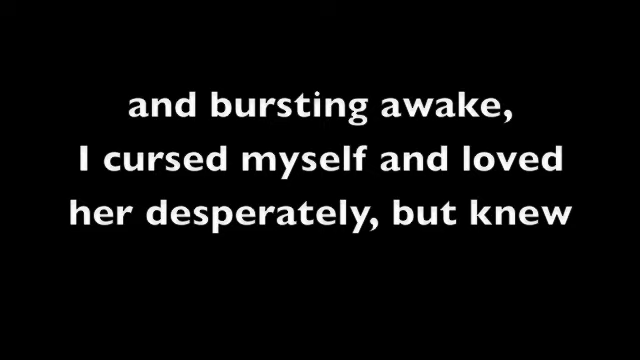 and bursting awake,
I cursed myself and loved
her desperately, but knew